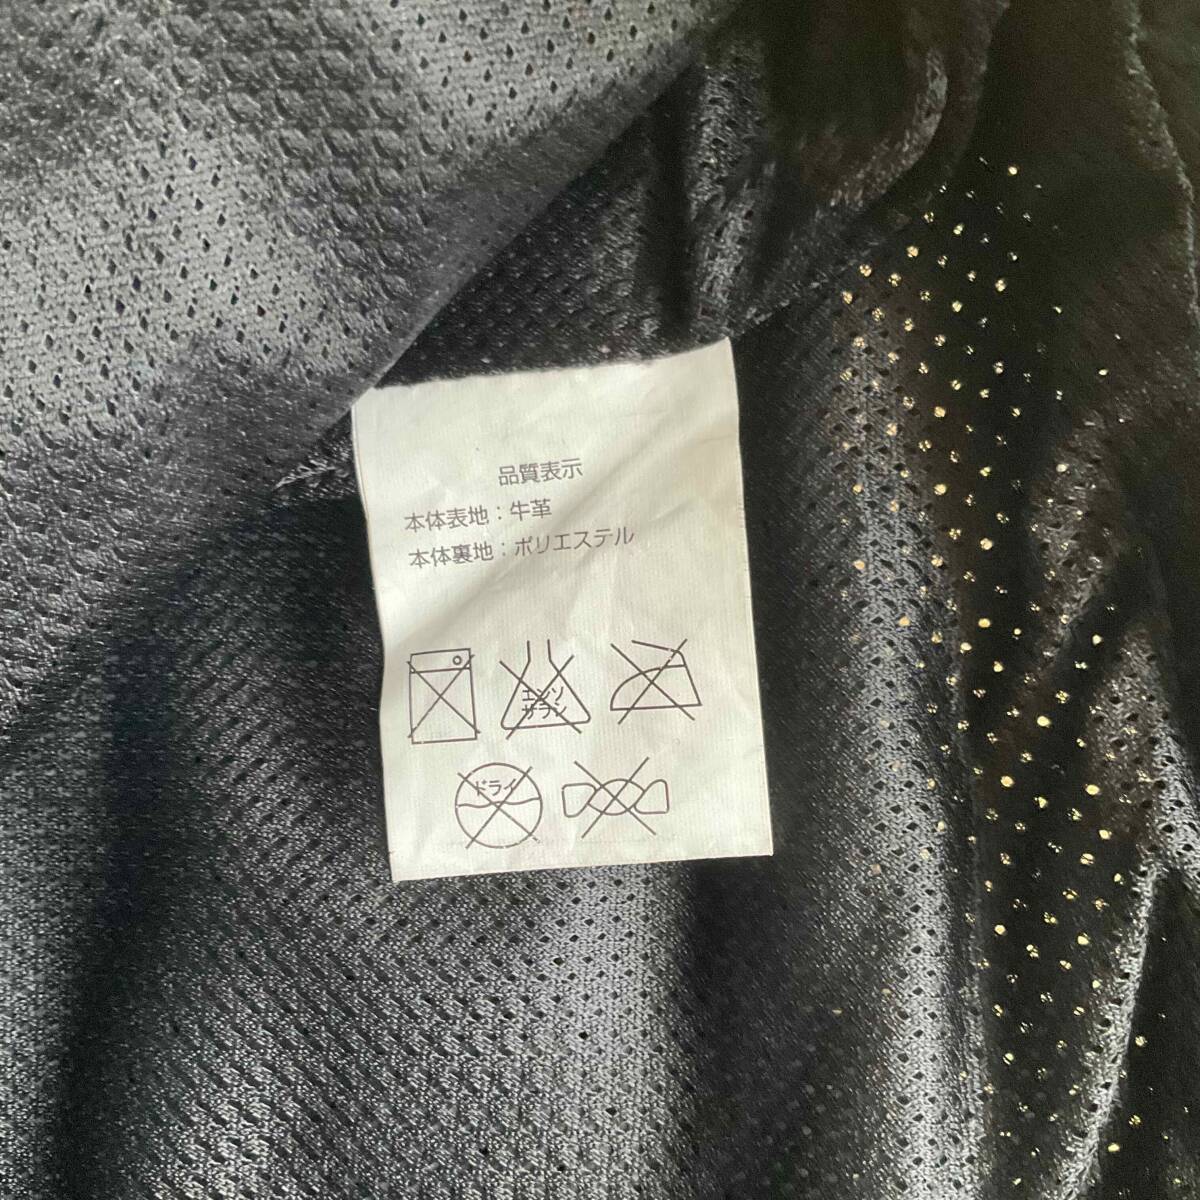 品質表示
本体表地：牛革
本体裏地：ポリエステル
エンソ
サラシ
ドライ